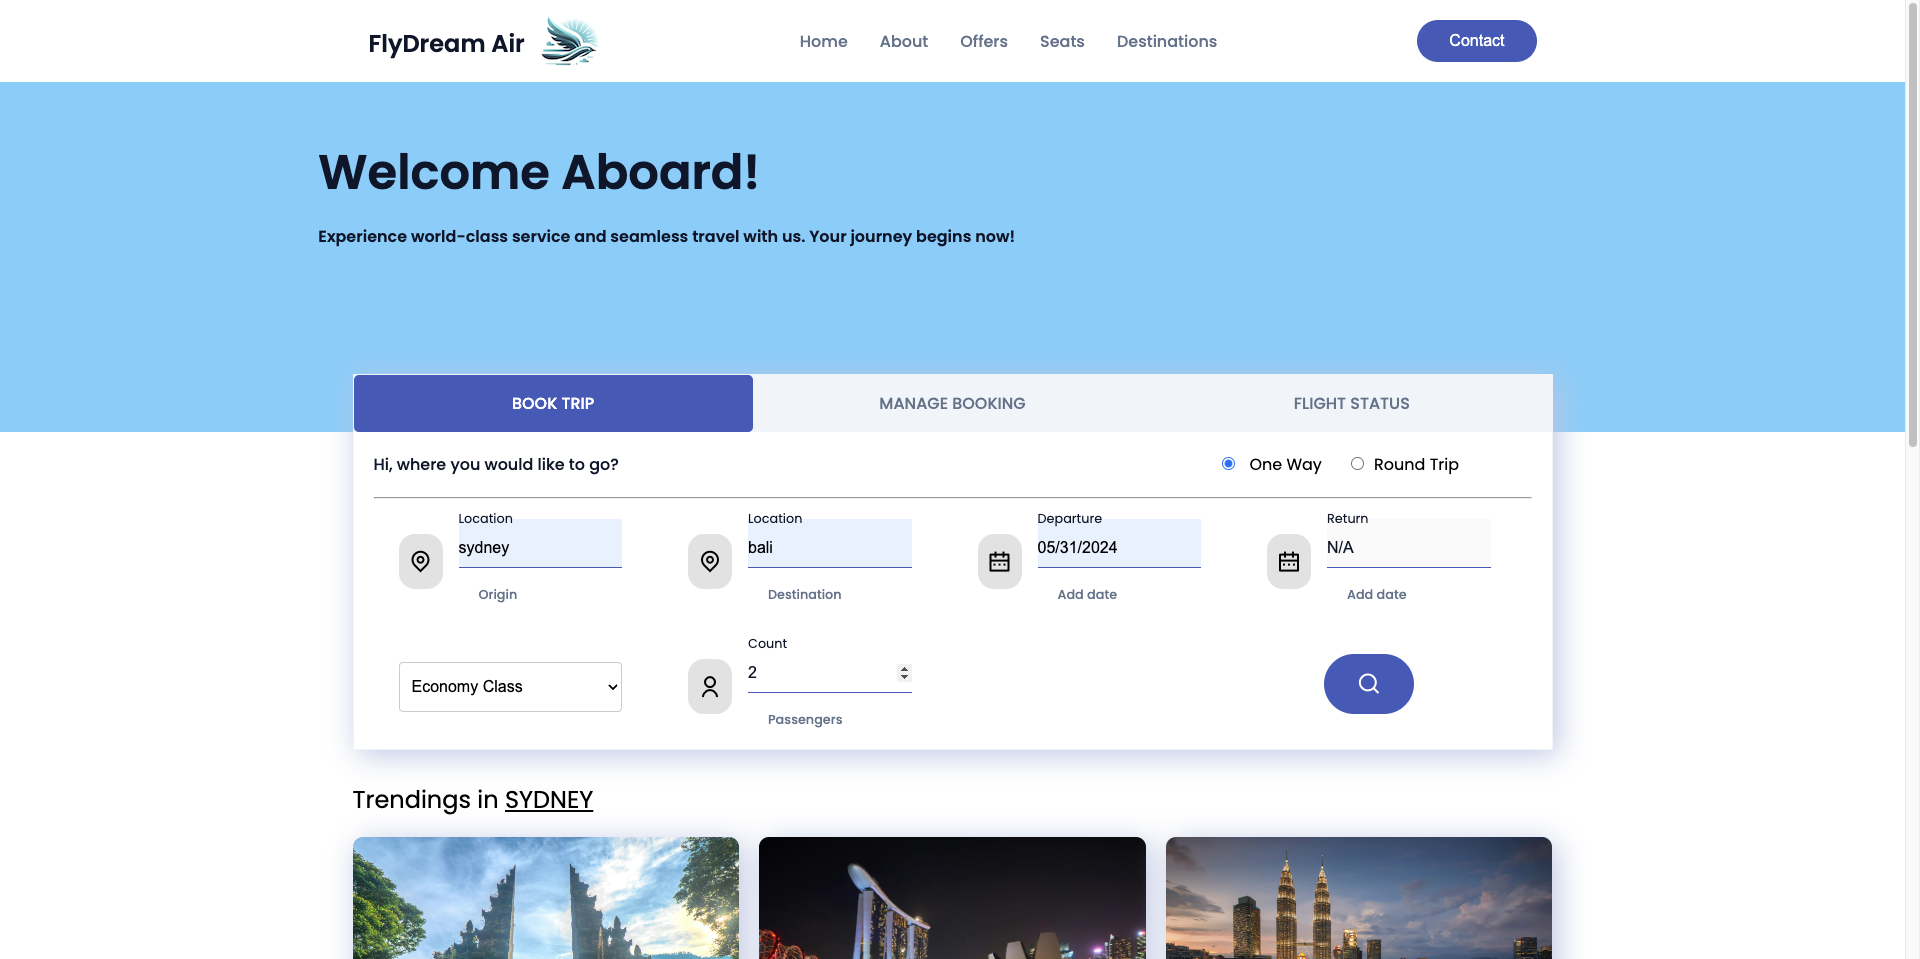 FlyDream Air
Home About Offers Seats Destinations
Contact
Welcome Aboard!
Experience world-class service and seamless travel with us. Your journey begins now!
BOOK TRIP MANAGE BOOKING FLIGHT STATUS
Hi, where you would like to go?
One Way Round Trip
Location Location Departure Return
sydney bali 05/31/2024 N/A
Origin Destination Add date Add date
Count
Economy Class 2
Passengers
Trendings in SYDNEY